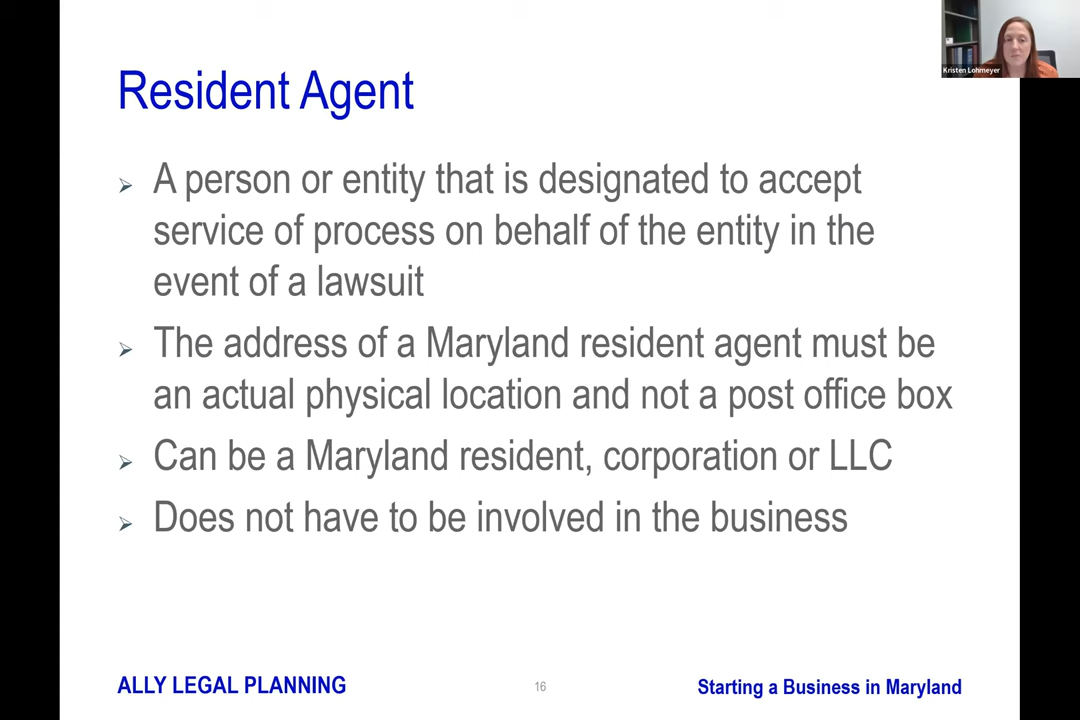 Kristen Lohmeyer
Resident Agent
A person or entity that is designated to accept
service of process on behalf of the entity in the
event of a lawsuit
The address of a Maryland resident agent must be
an actual physical location and not a post office box
Can be a Maryland resident, corporation or LLC
Does not have to be involved in the business
ALLY LEGAL PLANNING
16
Starting a Business in Maryland